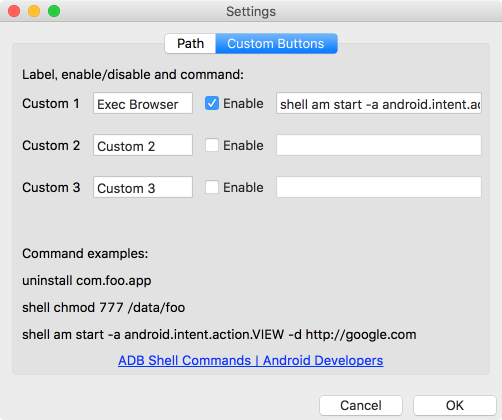 Settings
Path Custom Buttons
Label, enable/disable and command:
Custom 1 Exec Browser Enable shell am start -a android.intent.ac
Custom 2 Custom 2 Enable
Custom 3 Custom 3 Enable
Command examples:
uninstall com.foo.app
shell chmod 777 /data/foo
shell am start -a android.intent.action.VIEW -d http://google.com
ADB Shell Commands | Android Developers
Cancel OK